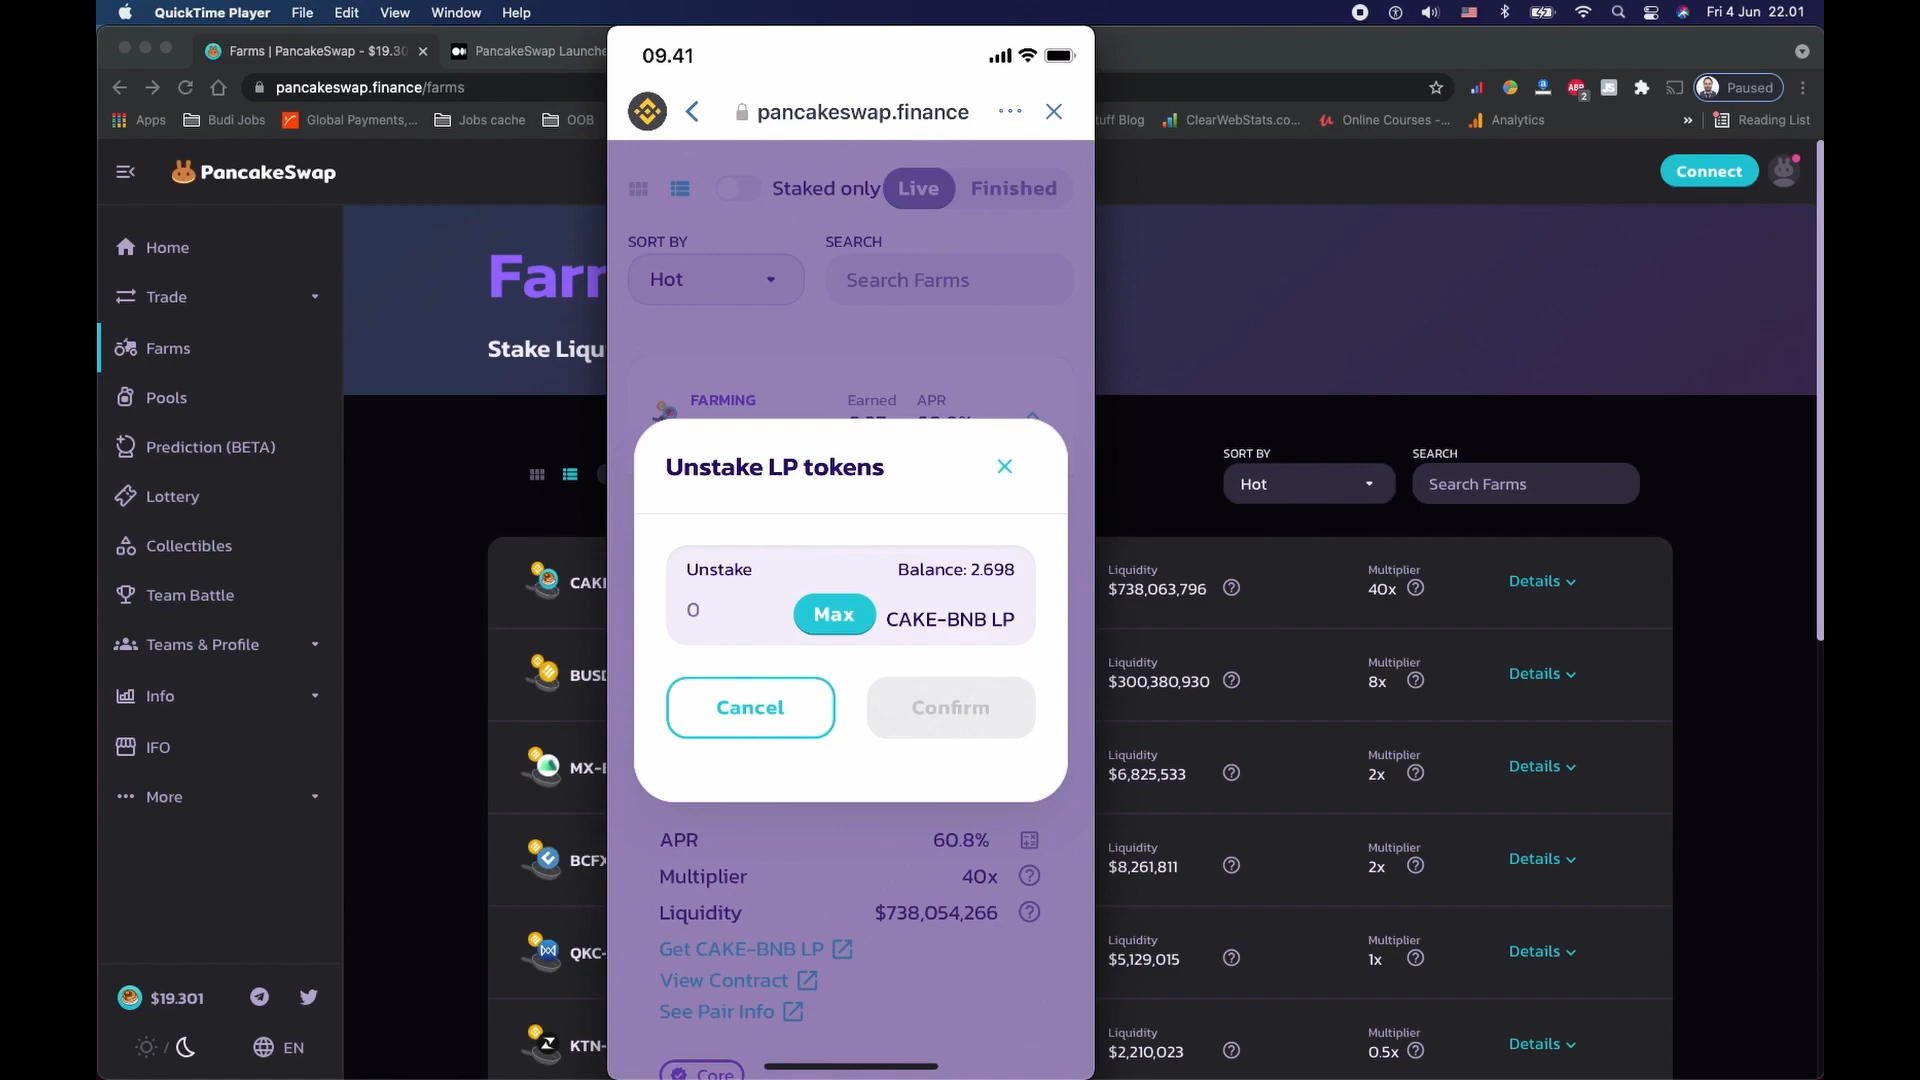 QuickTime Player File Edit View Window Help
Fri 4 Jun 22.01
Farms | PancakeSwap - $19.30
PancakeSwap Launche
pancakeswap.finance/farms
Paused
Apps Budi Jobs Global Payments,... Jobs cache OOB
tuff Blog ClearWebStats.co... Online Courses -... Analytics » Reading List
PancakeSwap
Connect
Home
Trade
Farms
Pools
Prediction (BETA)
Lottery
Collectibles
Team Battle
Teams & Profile
Info
IFO
More
$19.301
EN
Farm
Stake Liqu
SORT BY
Hot
SEARCH
Search Farms
CAKE
Liquidity
$738,063,796
Multiplier
40x
Details
BUSD
Liquidity
$300,380,930
Multiplier
8x
Details
MX-B
Liquidity
$6,825,533
Multiplier
2x
Details
BCFX
Liquidity
$8,261,811
Multiplier
2x
Details
QKC-
Liquidity
$5,129,015
Multiplier
1x
Details
KTN-
Liquidity
$2,210,023
Multiplier
0.5x
Details
09.41
pancakeswap.finance
Staked only
Live
Finished
SORT BY
Hot
SEARCH
Search Farms
FARMING
Earned
APR
Unstake LP tokens
Unstake
Balance: 2.698
0
Max
CAKE-BNB LP
Cancel
Confirm
APR 60.8%
Multiplier 40x
Liquidity $738,054,266
Get CAKE-BNB LP
View Contract
See Pair Info
Core